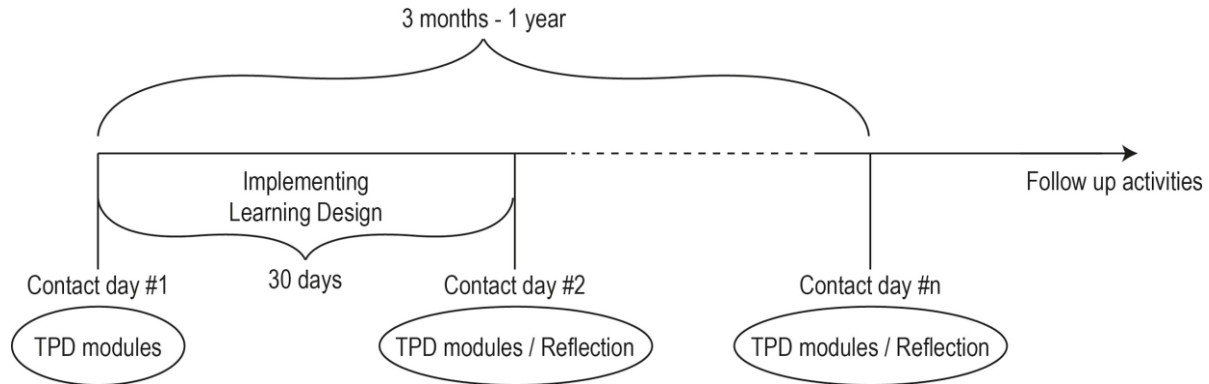 3 months - 1 year
Implementing
Learning Design
Follow up activities
30 days
Contact day #1
Contact day #2
Contact day #n
TPD modules
TPD modules / Reflection
TPD modules / Reflection